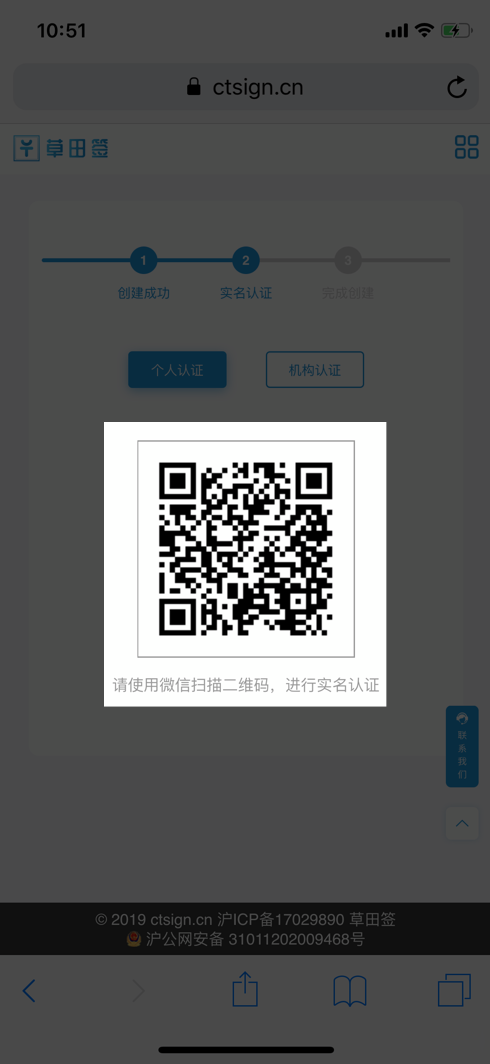 10:51
ctsign.cn
草田签
1 2 3
创建成功 实名认证 完成创建
个人认证 机构认证
请使用微信扫描二维码，进行实名认证
联系我们
© 2019 ctsign.cn 沪ICP备17029890 草田签
沪公网安备 31011202009468号